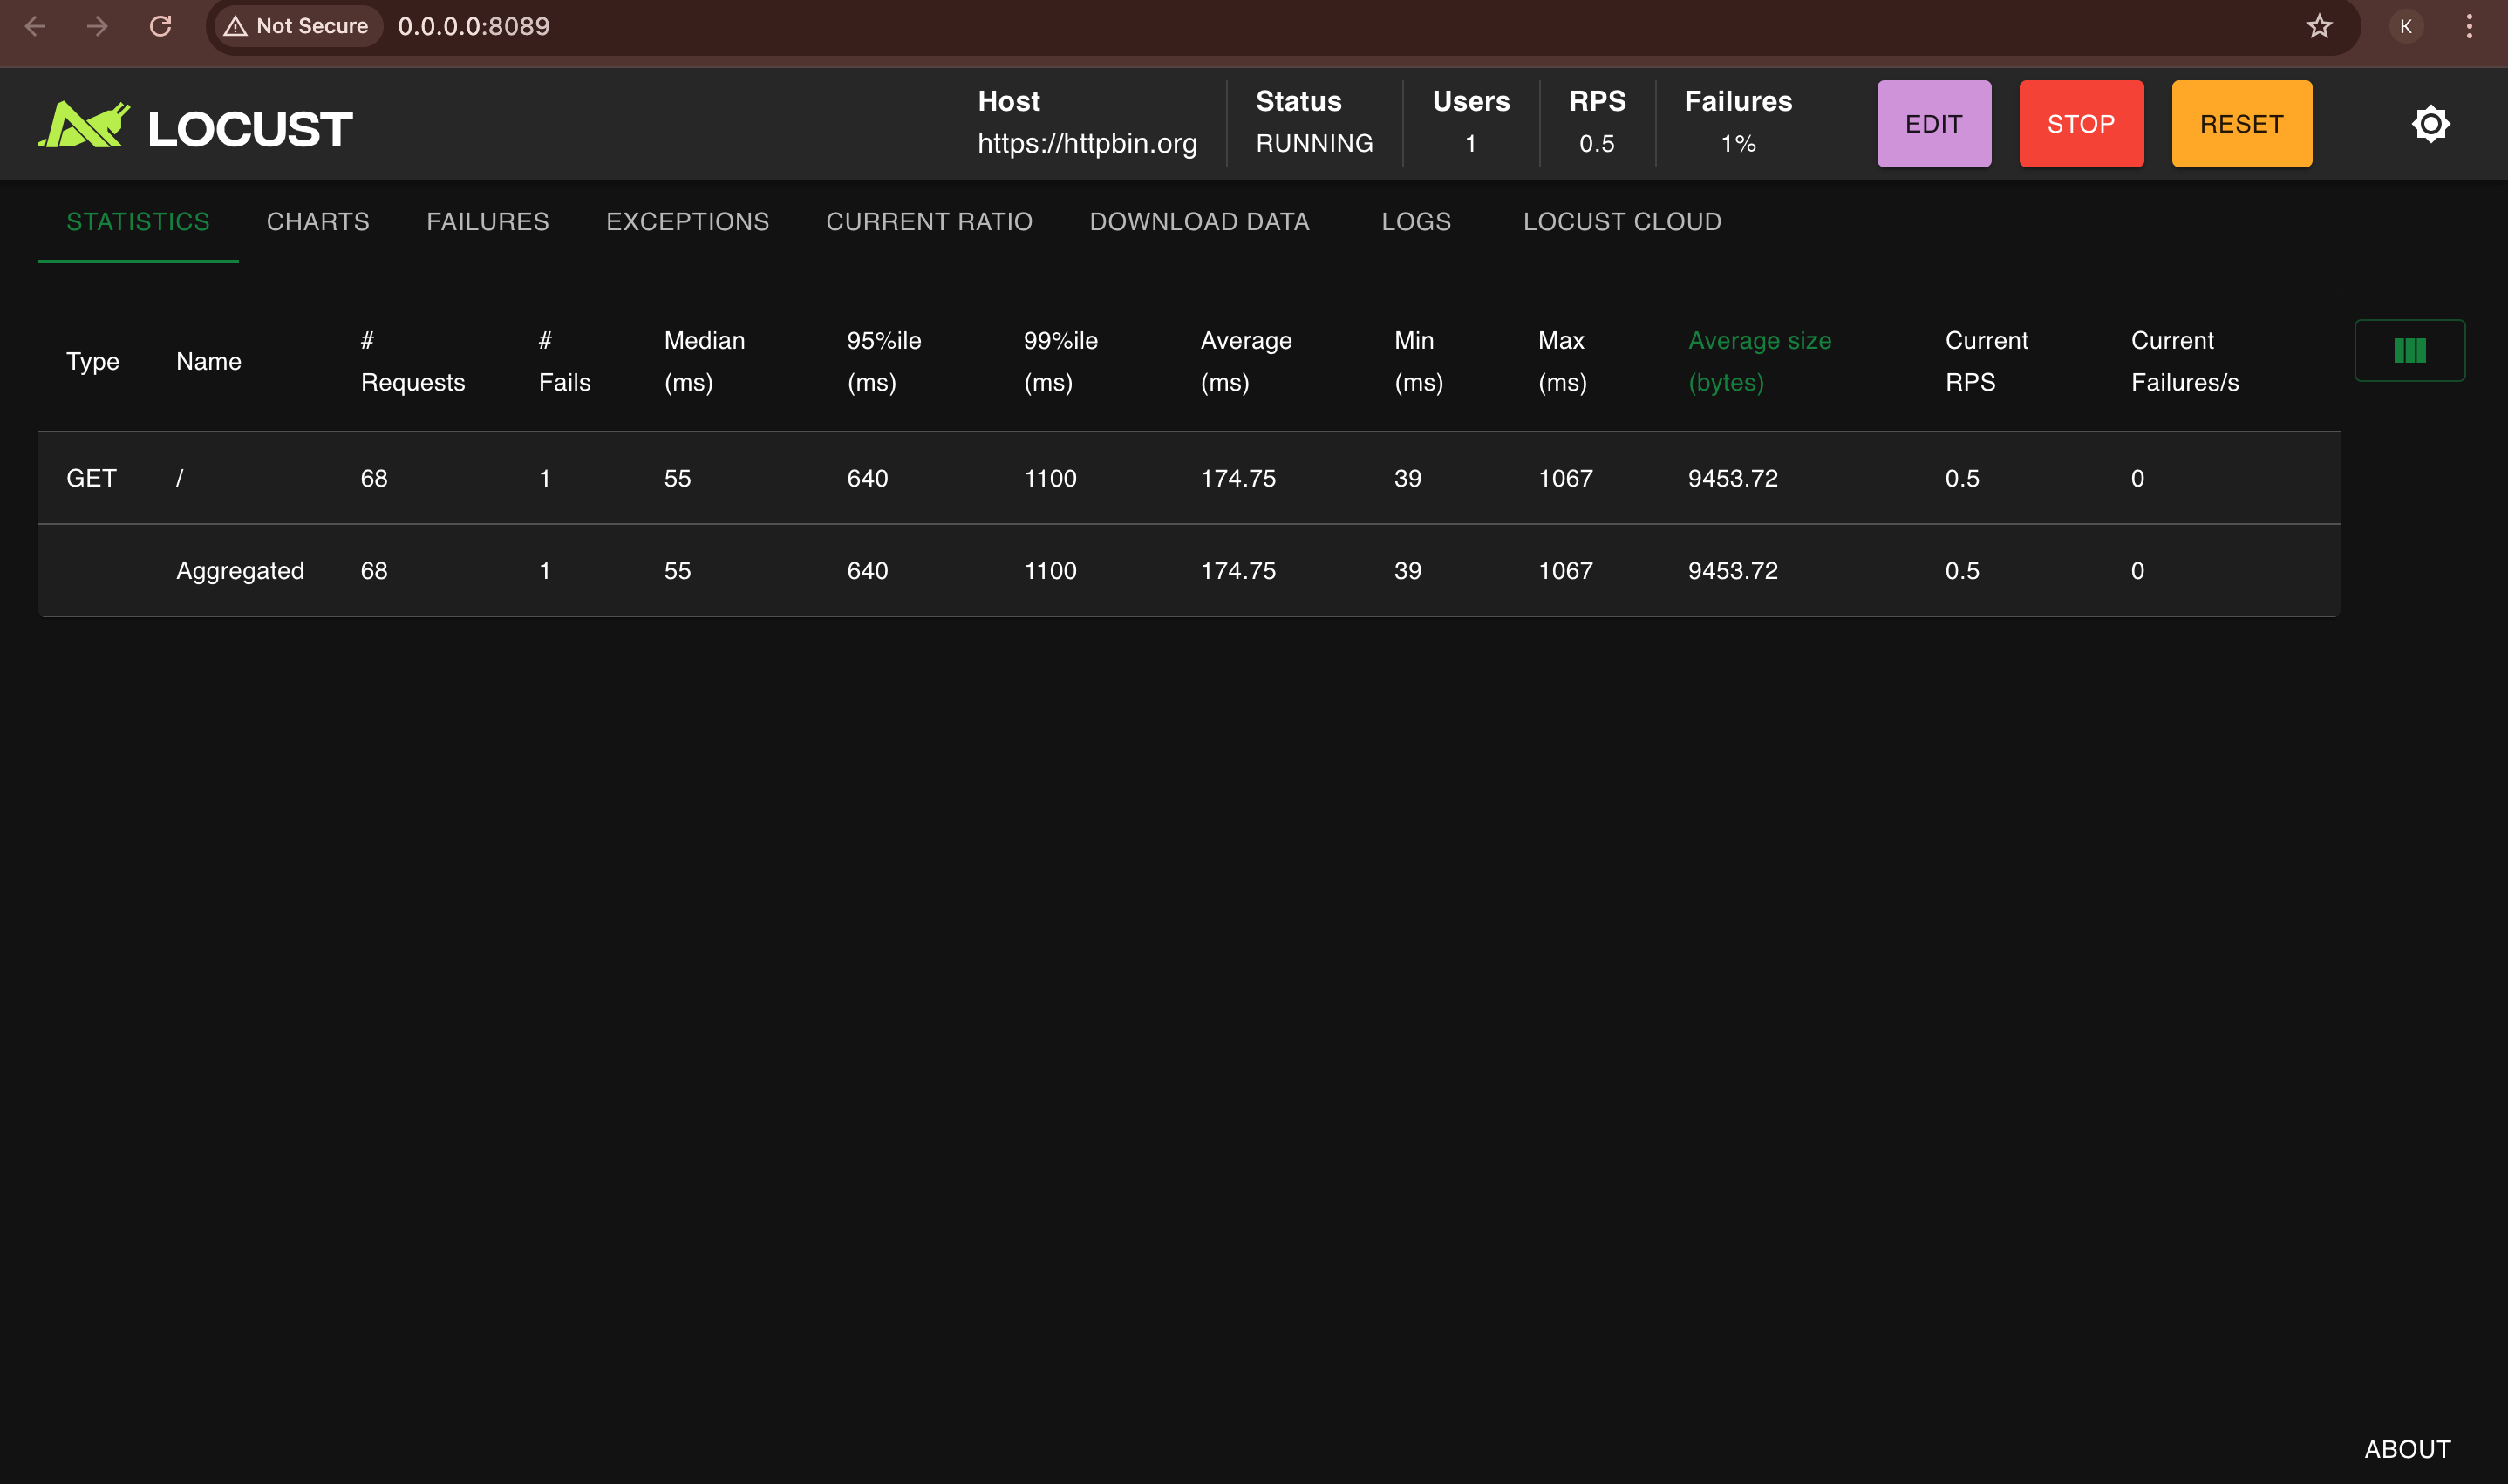 Not Secure 0.0.0.0:8089 K
LOCUST
Host Status Users RPS Failures
https://httpbin.org RUNNING 1 0.5 1%
EDIT STOP RESET
STATISTICS CHARTS FAILURES EXCEPTIONS CURRENT RATIO DOWNLOAD DATA LOGS LOCUST CLOUD
Type Name # Requests # Fails Median (ms) 95%ile (ms) 99%ile (ms) Average (ms) Min (ms) Max (ms) Average size (bytes) Current RPS Current Failures/s
GET / 68 1 55 640 1100 174.75 39 1067 9453.72 0.5 0
Aggregated 68 1 55 640 1100 174.75 39 1067 9453.72 0.5 0
ABOUT